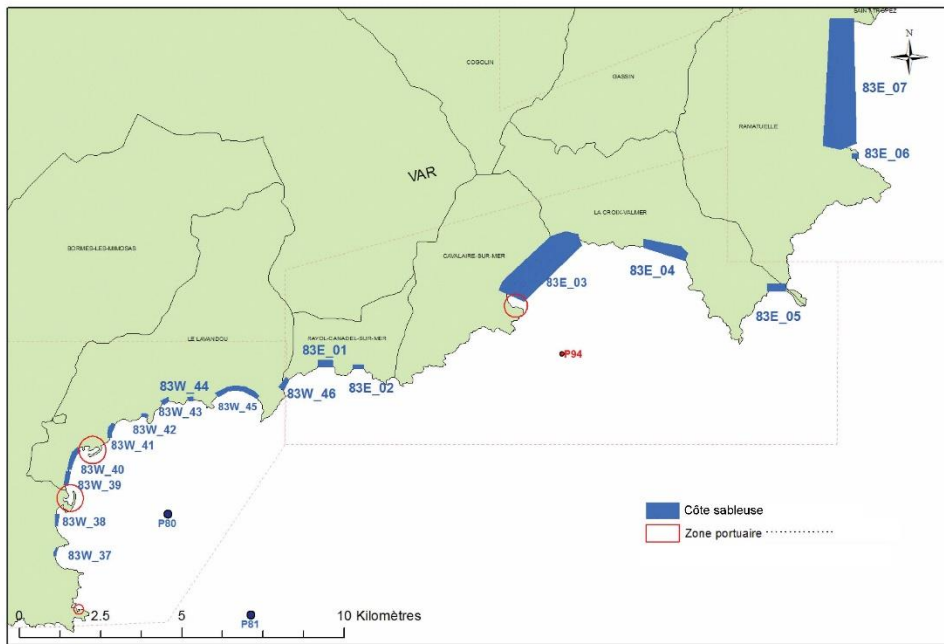 SAINT-TROPEZ
N
COGOLIN
GASSIN
83E_07
RAMATUELLE
83E_06
VAR
LA CROIX-VALMER
BORMES-LES-MIMOSAS
CAVALAIRE-SUR-MER
83E_04
83E_03
83E_05
LE LAVANDOU
RAYOL-CANADEL-SUR-MER
83E_01
P94
83W_44
83E_02
83W_46
83W_43
83W_45
83W_42
83W_41
83W_40
83W_39
Côte sableuse
83W_38
P80
Zone portuaire
83W_37
0 2.5 5 10 Kilomètres
P81